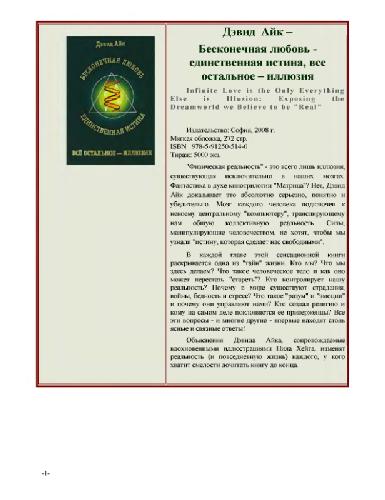 Дэвид Айк
БЕСКОНЕЧНАЯ ЛЮБОВЬ
ЕДИНСТВЕННАЯ ИСТИНА,
ВСЁ ОСТАЛЬНОЕ — ИЛЛЮЗИЯ
Дэвид Айк –
Бесконечная любовь -
единственная истина, все
остальное – иллюзия
Infinite Love is the Only Everything
Else is Illusion: Exposing the
Dreamworld we Believe to be "Real"
Издательство: София, 2008 г.
Мягкая обложка, 272 стр.
ISBN 978-5-91250-514-0
Тираж: 5000 экз.
"Физическая реальность" - это всего лишь иллюзия,
существующая исключительно в наших мозгах.
Фантастика в духе кинотрилогии "Матрица"? Нет, Дэвид
Айк доказывает это абсолютно серьезно, понятно и
убедительно. Мозг каждого человека подключен к
некоему центральному "компьютеру", транслирующему
нам общую коллективную реальность. Силы,
манипулирующие человечеством, не хотят, чтобы мы
узнали "истину, которая сделает нас свободными".
В каждой главе этой сенсационной книги
раскрывается одна из "тайн" жизни. Кто мы? Что мы
здесь делаем? Что такое человеческое тело и как оно
может перестать "стареть"? Кто контролирует нашу
реальность? Почему в мире существуют страдания,
войны, бедность и стресс? Что такое "разум" и "эмоции"
и почему они управляют нами? Как создал религию и
кому на самом деле поклоняются ее приверженцы? Все
эти вопросы - и многие другие - впервые находят столь
ясные и связные ответы!
Объяснения Дэвида Айка, сопровождаемые
вдохновенными иллюстрациями Нила Хейга, изменят
реальность (и повседневную жизнь) каждого, у кого
хватит смелости дочитать книгу до конца.
-1-